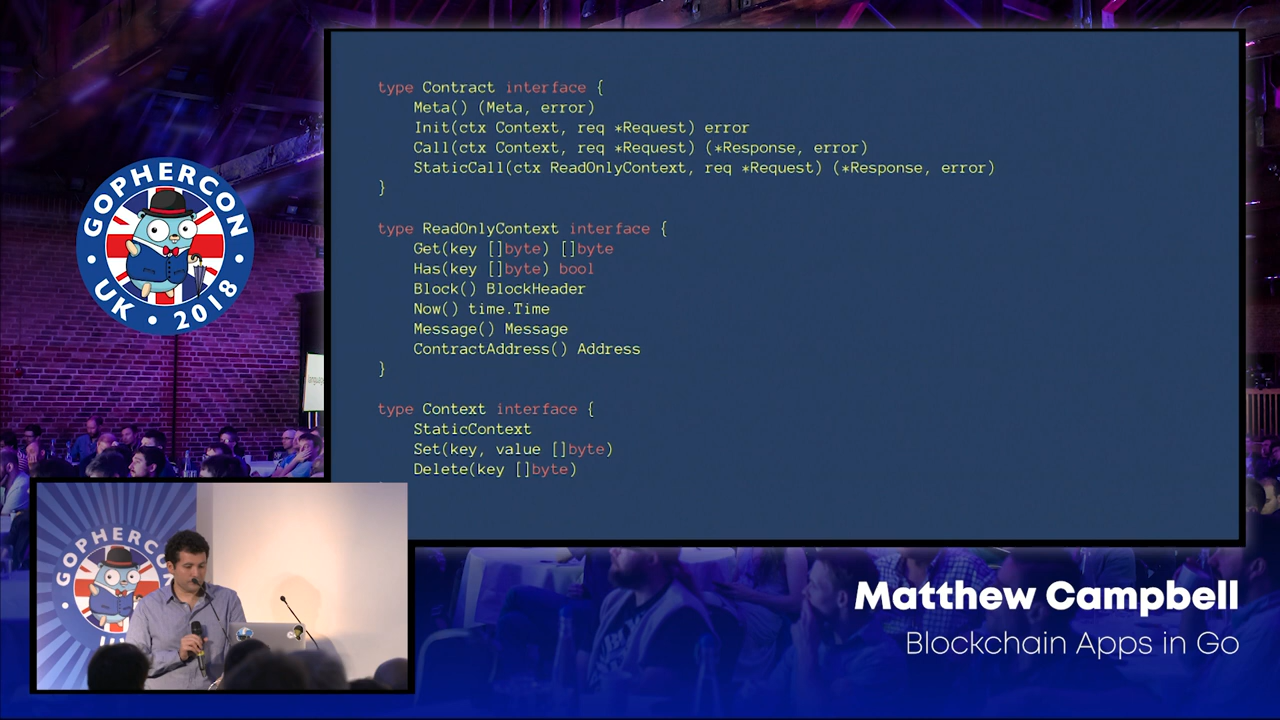 type Contract interface {
    Meta() (Meta, error)
    Init(ctx Context, req *Request) error
    Call(ctx Context, req *Request) (*Response, error)
    StaticCall(ctx ReadOnlyContext, req *Request) (*Response, error)
}
type ReadOnlyContext interface {
    Get(key []byte) []byte
    Has(key []byte) bool
    Block() BlockHeader
    Now() time.Time
    Message() Message
    ContractAddress() Address
}
type Context interface {
    StaticContext
    Set(key, value []byte)
    Delete(key []byte)
GOPHERCON
UK • 2018
GOPHERCON
Matthew Campbell
Blockchain Apps in Go